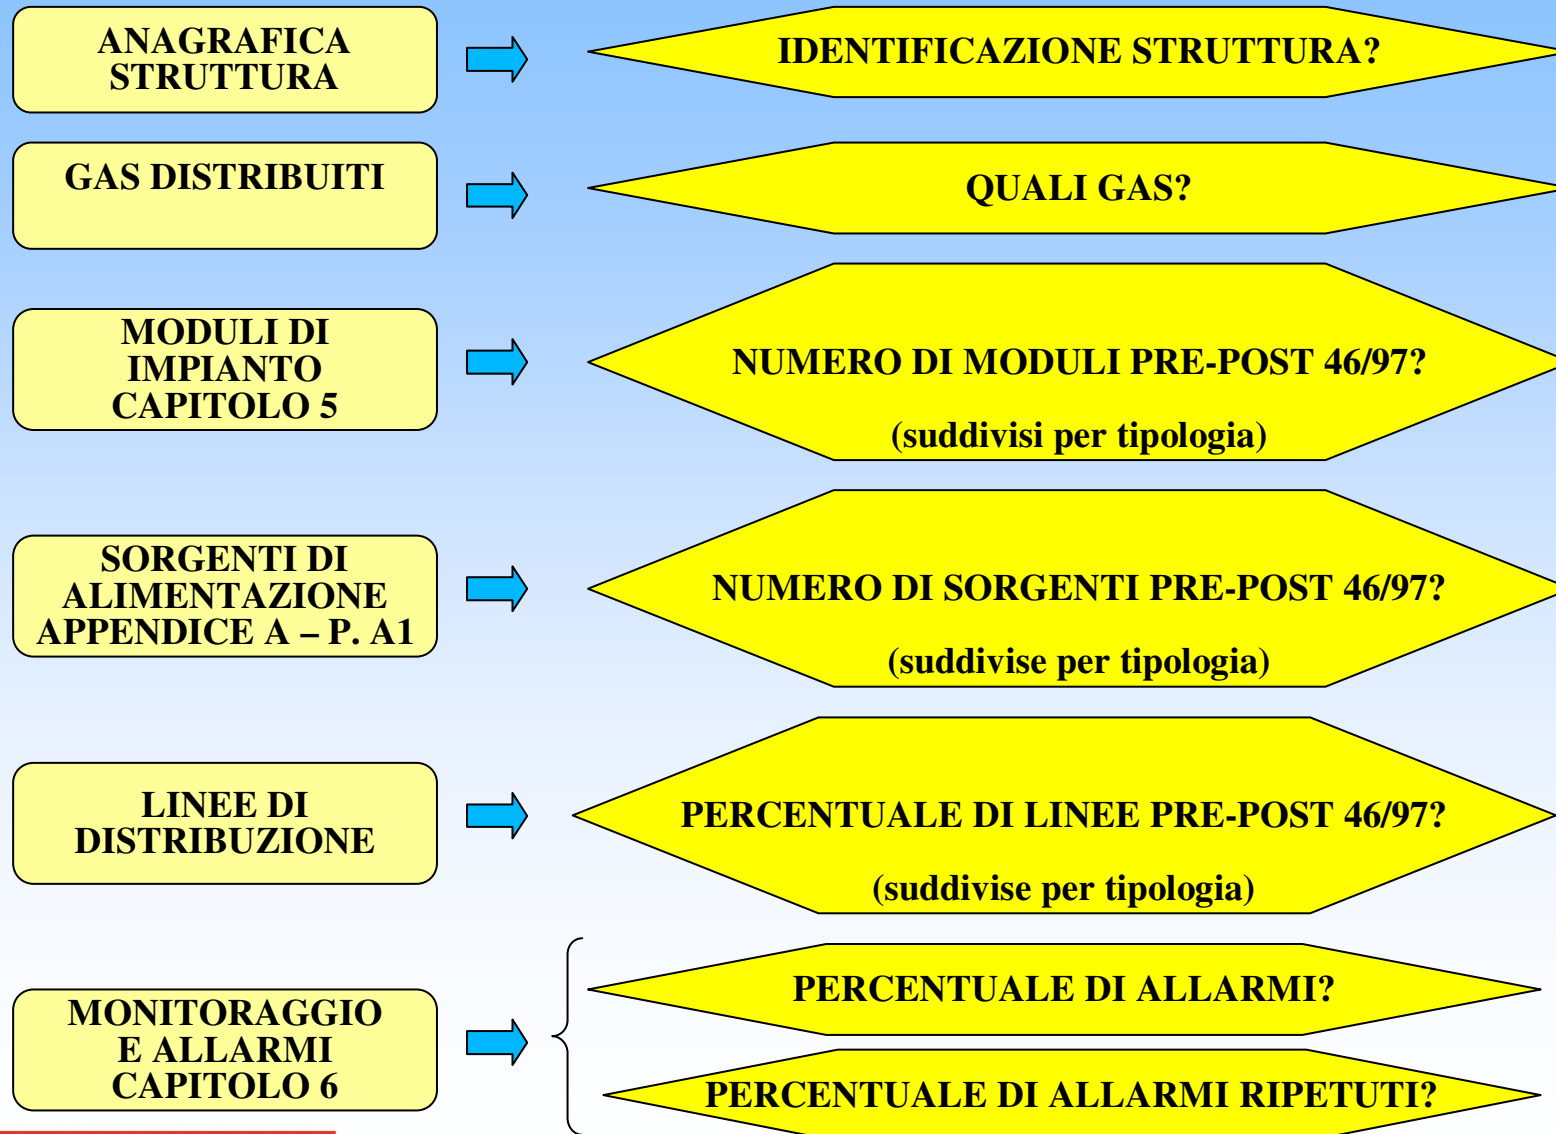 ANAGRAFICA
STRUTTURA
IDENTIFICAZIONE STRUTTURA?
GAS DISTRIBUITI
QUALI GAS?
MODULI DI
IMPIANTO
CAPITOLO 5
NUMERO DI MODULI PRE-POST 46/97?
(suddivisi per tipologia)
SORGENTI DI
ALIMENTAZIONE
APPENDICE A – P. A1
NUMERO DI SORGENTI PRE-POST 46/97?
(suddivise per tipologia)
LINEE DI
DISTRIBUZIONE
PERCENTUALE DI LINEE PRE-POST 46/97?
(suddivise per tipologia)
MONITORAGGIO
E ALLARMI
CAPITOLO 6
PERCENTUALE DI ALLARMI?
PERCENTUALE DI ALLARMI RIPETUTI?